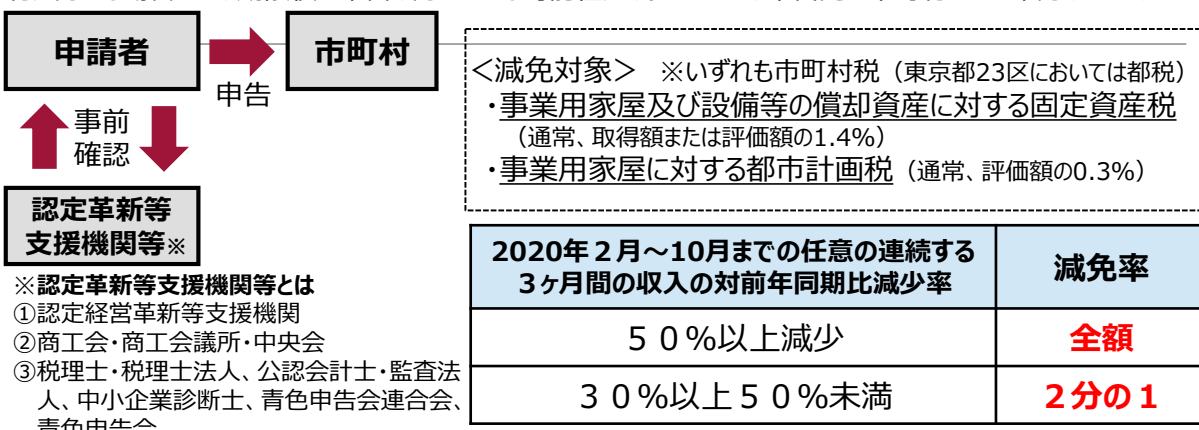 申請者
市町村
申告
事前
確認
認定革新等
支援機関等※
※認定革新等支援機関等とは
①認定経営革新等支援機関
②商工会・商工会議所・中央会
③税理士・税理士法人、公認会計士・監査法
人、中小企業診断士、青色申告会連合会、
青色申告会
<減免対象> ※いずれも市町村税（東京都23区においては都税）
・事業用家屋及び設備等の償却資産に対する固定資産税
（通常、取得額または評価額の1.4%）
・事業用家屋に対する都市計画税（通常、評価額の0.3%）
2020年２月～10月までの任意の連続する
３ヶ月間の収入の対前年同期比減少率
減免率
５０%以上減少
全額
３０%以上５０%未満
２分の１